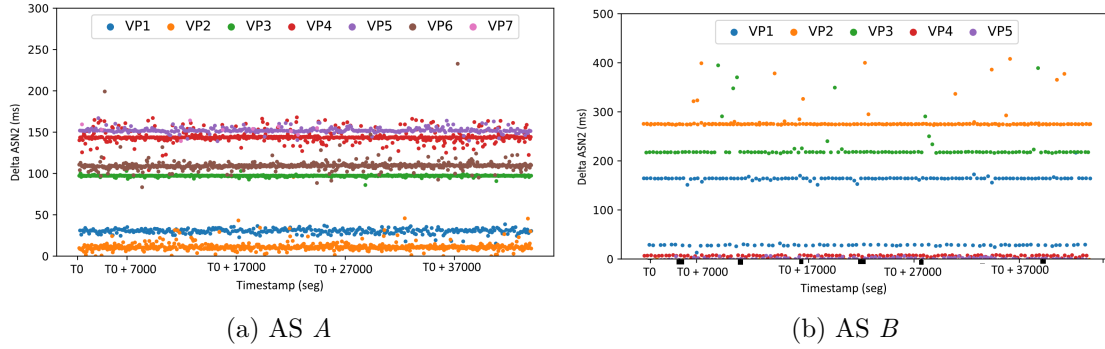 VP1 VP2 VP3 VP4 VP5 VP6 VP7
300
250
200
150
100
50
0
Delta ASN2 (ms)
T0 T0 + 7000 T0 + 17000 T0 + 27000 T0 + 37000
Timestamp (seg)
(a) AS A
VP1 VP2 VP3 VP4 VP5
500
400
300
200
100
0
Delta ASN2 (ms)
T0 T0 + 7000 T0 + 17000 T0 + 27000 T0 + 37000
Timestamp (seg)
(b) AS B